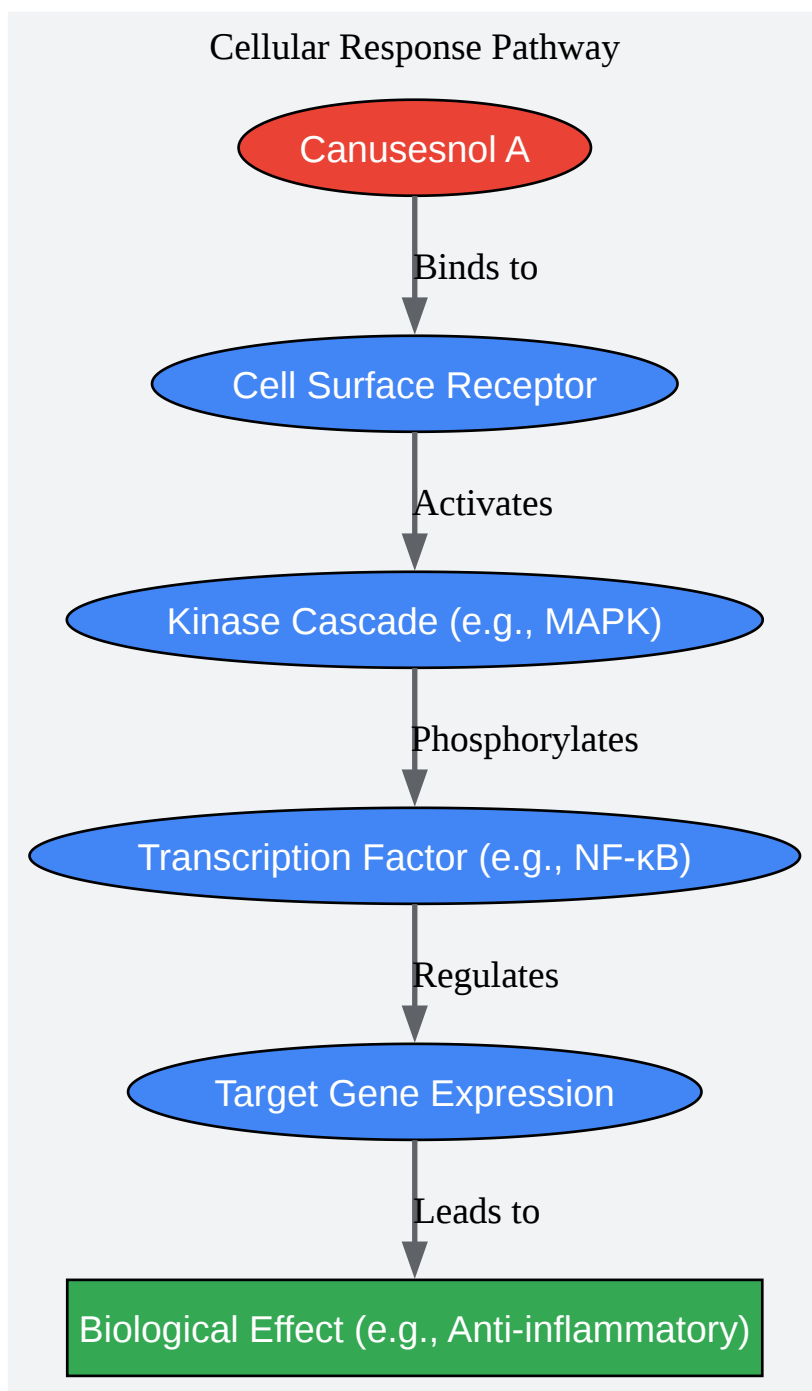 Cellular Response Pathway
Canusesnol A
Binds to
Cell Surface Receptor
Activates
Kinase Cascade (e.g., MAPK)
Phosphorylates
Transcription Factor (e.g., NF-κB)
Regulates
Target Gene Expression
Leads to
Biological Effect (e.g., Anti-inflammatory)